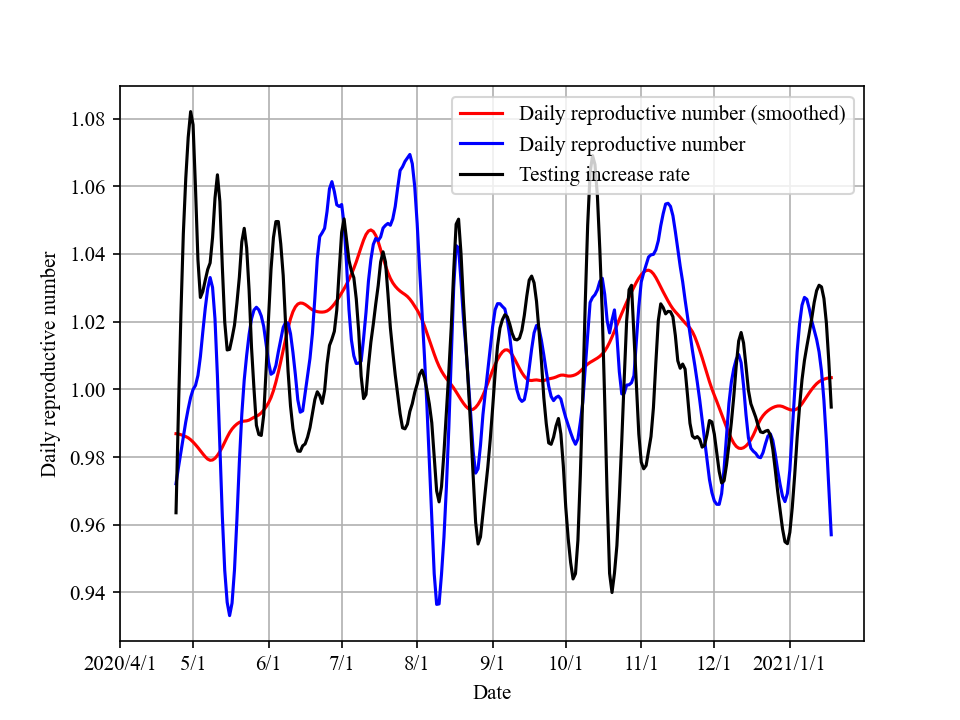 Daily reproductive number (smoothed)
Daily reproductive number
Testing increase rate
1.08
1.06
1.04
1.02
1.00
0.98
0.96
0.94
Daily reproductive number
2020/4/1 5/1 6/1 7/1 8/1 9/1 10/1 11/1 12/1 2021/1/1
Date